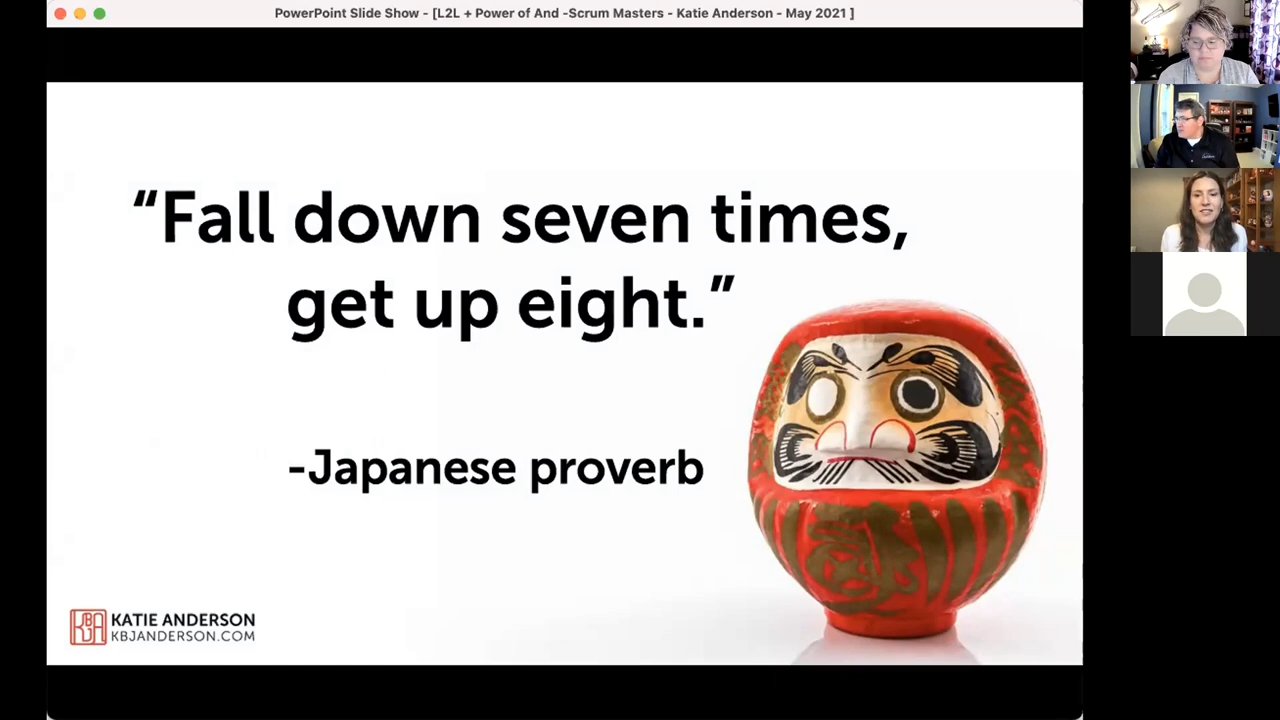 PowerPoint Slide Show - [L2L + Power of And -Scrum Masters - Katie Anderson - May 2021 ]
“Fall down seven times,
get up eight.”
-Japanese proverb
KBJA
KATIE ANDERSON
KBJANDERSON.COM